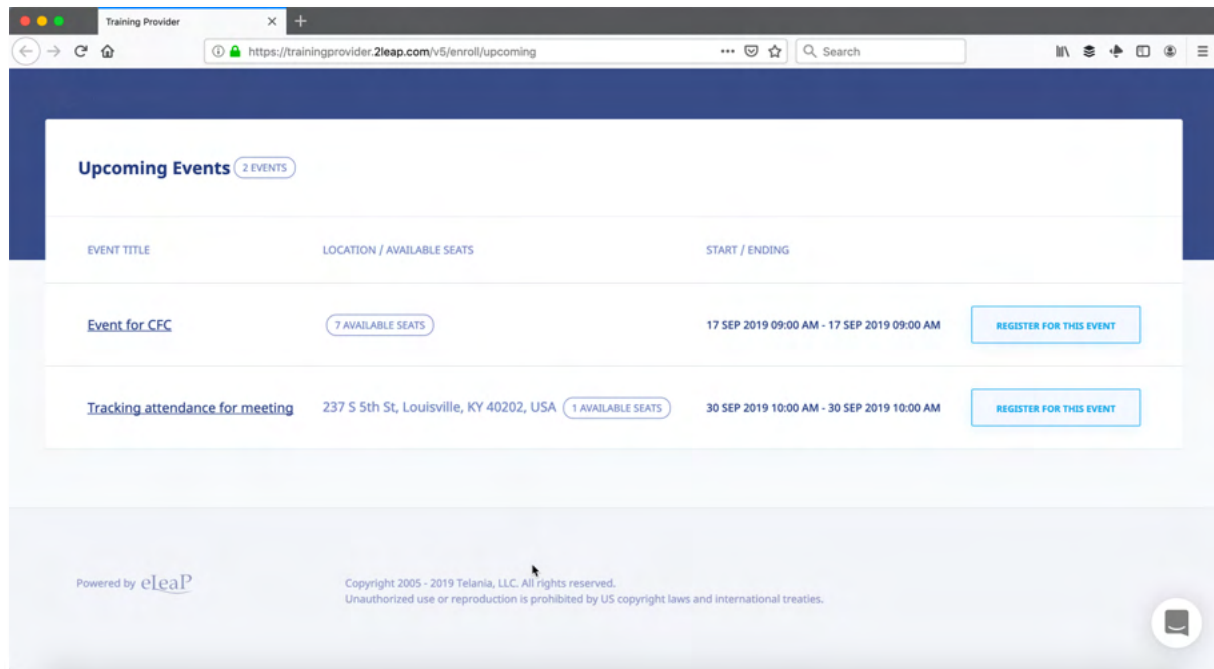 Training Provider
https://trainingprovider.2leap.com/v5/enroll/upcoming
Search
Upcoming Events 2 EVENTS
EVENT TITLE LOCATION / AVAILABLE SEATS START / ENDING
Event for CFC 7 AVAILABLE SEATS 17 SEP 2019 09:00 AM - 17 SEP 2019 09:00 AM REGISTER FOR THIS EVENT
Tracking attendance for meeting 237 S 5th St, Louisville, KY 40202, USA 1 AVAILABLE SEATS 30 SEP 2019 10:00 AM - 30 SEP 2019 10:00 AM REGISTER FOR THIS EVENT
Powered by eLeaP Copyright 2005 - 2019 Telania, LLC. All rights reserved.
Unauthorized use or reproduction is prohibited by US copyright laws and international treaties.